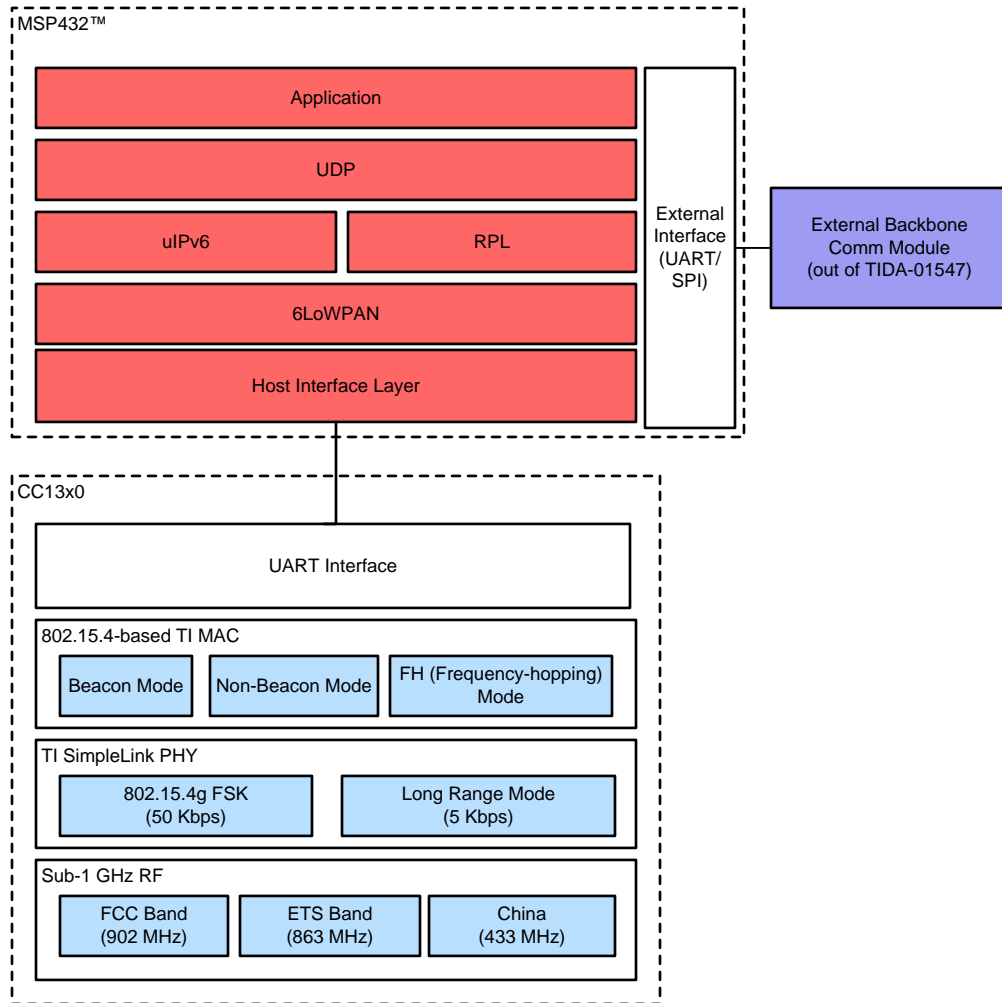 MSP432™
Application
UDP
uIPv6
RPL
6LoWPAN
Host Interface Layer
External
Interface
(UART/
SPI)
External Backbone
Comm Module
(out of TIDA-01547)
CC13x0
UART Interface
802.15.4-based TI MAC
Beacon Mode
Non-Beacon Mode
FH (Frequency-hopping)
Mode
TI SimpleLink PHY
802.15.4g FSK
(50 Kbps)
Long Range Mode
(5 Kbps)
Sub-1 GHz RF
FCC Band
(902 MHz)
ETS Band
(863 MHz)
China
(433 MHz)